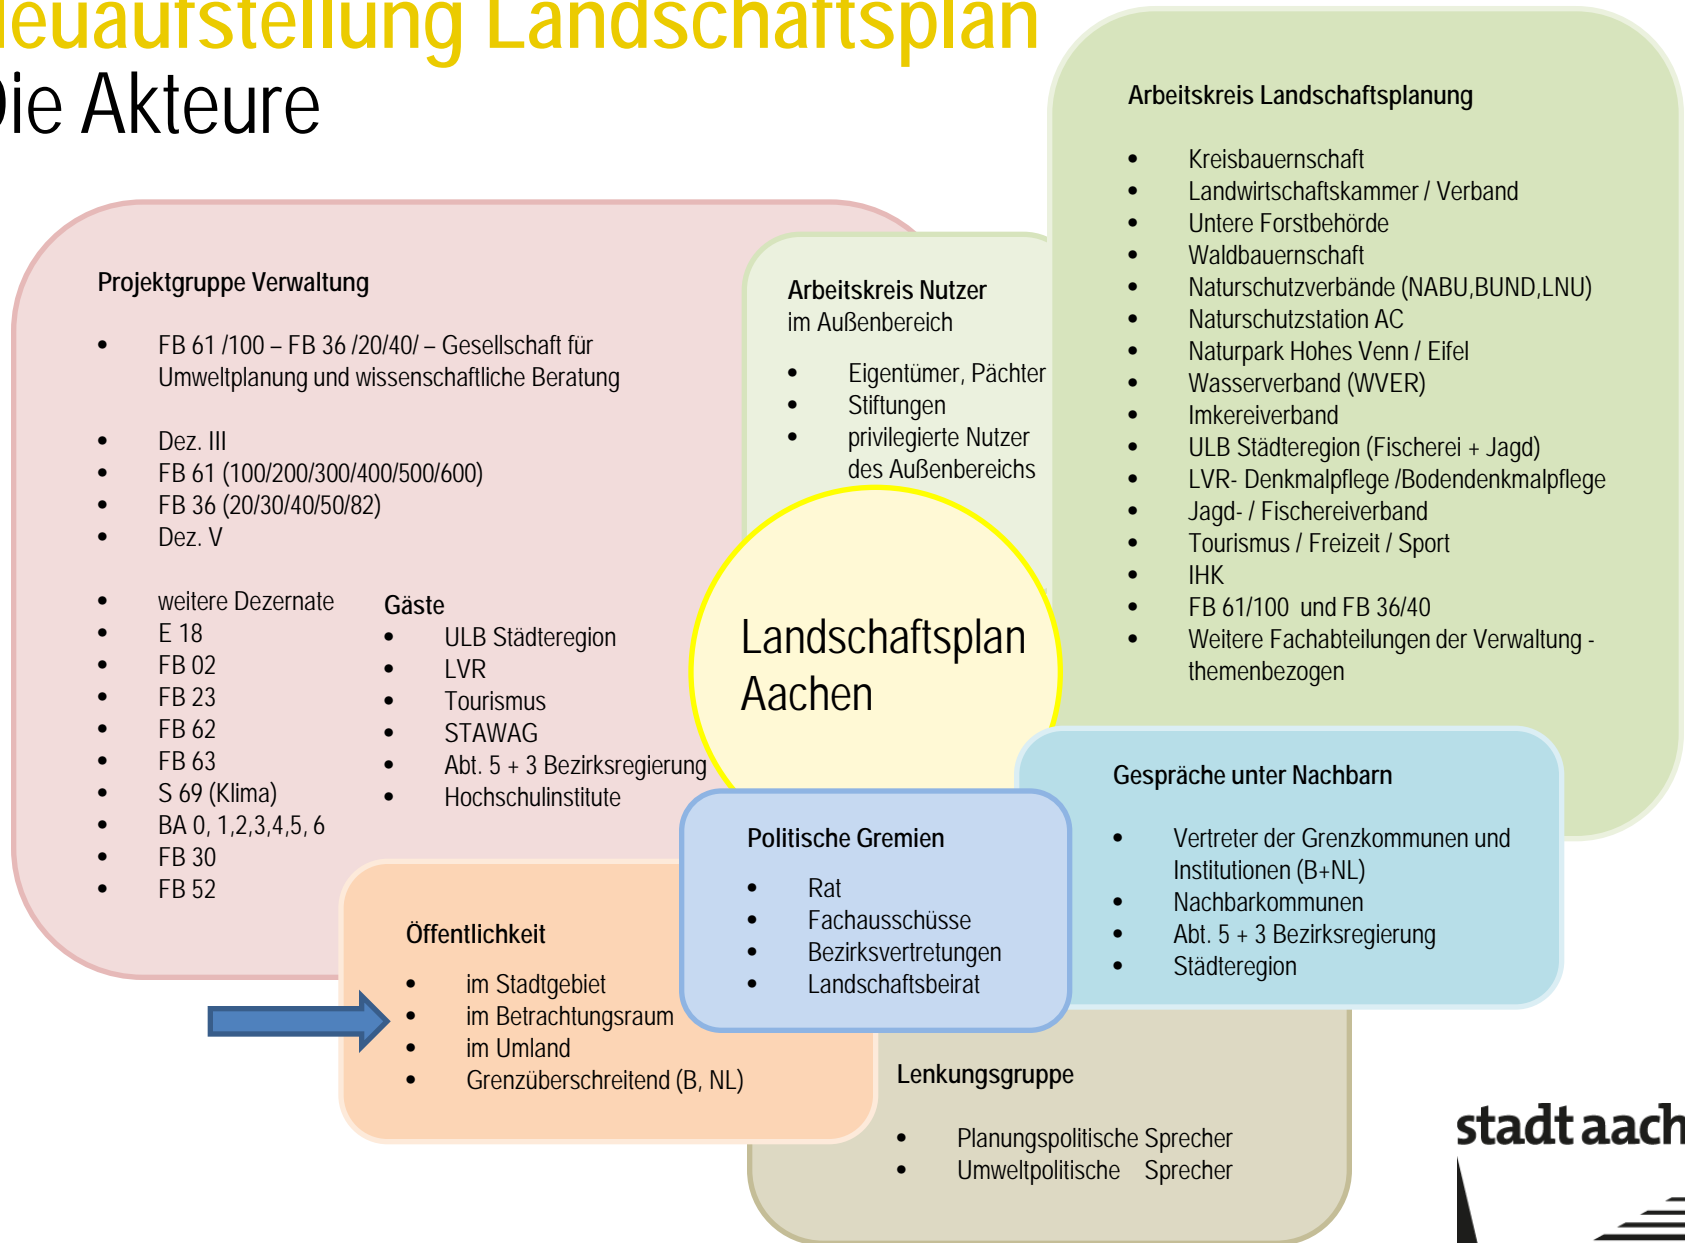 euaufstellung Landschaftsplan
Die Akteure
Projektgruppe Verwaltung
• FB 61 /100 – FB 36 /20/40/ – Gesellschaft für
Umweltplanung und wissenschaftliche Beratung
• Dez. III
• FB 61 (100/200/300/400/500/600)
• FB 36 (20/30/40/50/82)
• Dez. V
• weitere Dezernate
• E 18
• FB 02
• FB 23
• FB 62
• FB 63
• S 69 (Klima)
• BA 0, 1,2,3,4,5, 6
• FB 30
• FB 52
Gäste
• ULB Städteregion
• LVR
• Tourismus
• STAWAG
• Abt. 5 + 3 Bezirksregierung
• Hochschulinstitute
Arbeitskreis Nutzer
im Außenbereich
• Eigentümer, Pächter
• Stiftungen
• privilegierte Nutzer
des Außenbereichs
Arbeitskreis Landschaftsplanung
• Kreisbauernschaft
• Landwirtschaftskammer / Verband
• Untere Forstbehörde
• Waldbauernschaft
• Naturschutzverbände (NABU,BUND,LNU)
• Naturschutzstation AC
• Naturpark Hohes Venn / Eifel
• Wasserverband (WVER)
• Imkereiverband
• ULB Städteregion (Fischerei + Jagd)
• LVR- Denkmalpflege /Bodendenkmalpflege
• Jagd- / Fischereiverband
• Tourismus / Freizeit / Sport
• IHK
• FB 61/100 und FB 36/40
• Weitere Fachabteilungen der Verwaltung -
themenbezogen
Landschaftsplan
Aachen
Gespräche unter Nachbarn
• Vertreter der Grenzkommunen und
Institutionen (B+NL)
• Nachbarkommunen
• Abt. 5 + 3 Bezirksregierung
• Städteregion
Politische Gremien
• Rat
• Fachausschüsse
• Bezirksvertretungen
• Landschaftsbeirat
Öffentlichkeit
• im Stadtgebiet
• im Betrachtungsraum
• im Umland
• Grenzüberschreitend (B, NL)
Lenkungsgruppe
• Planungspolitische Sprecher
• Umweltpolitische Sprecher
stadt aach